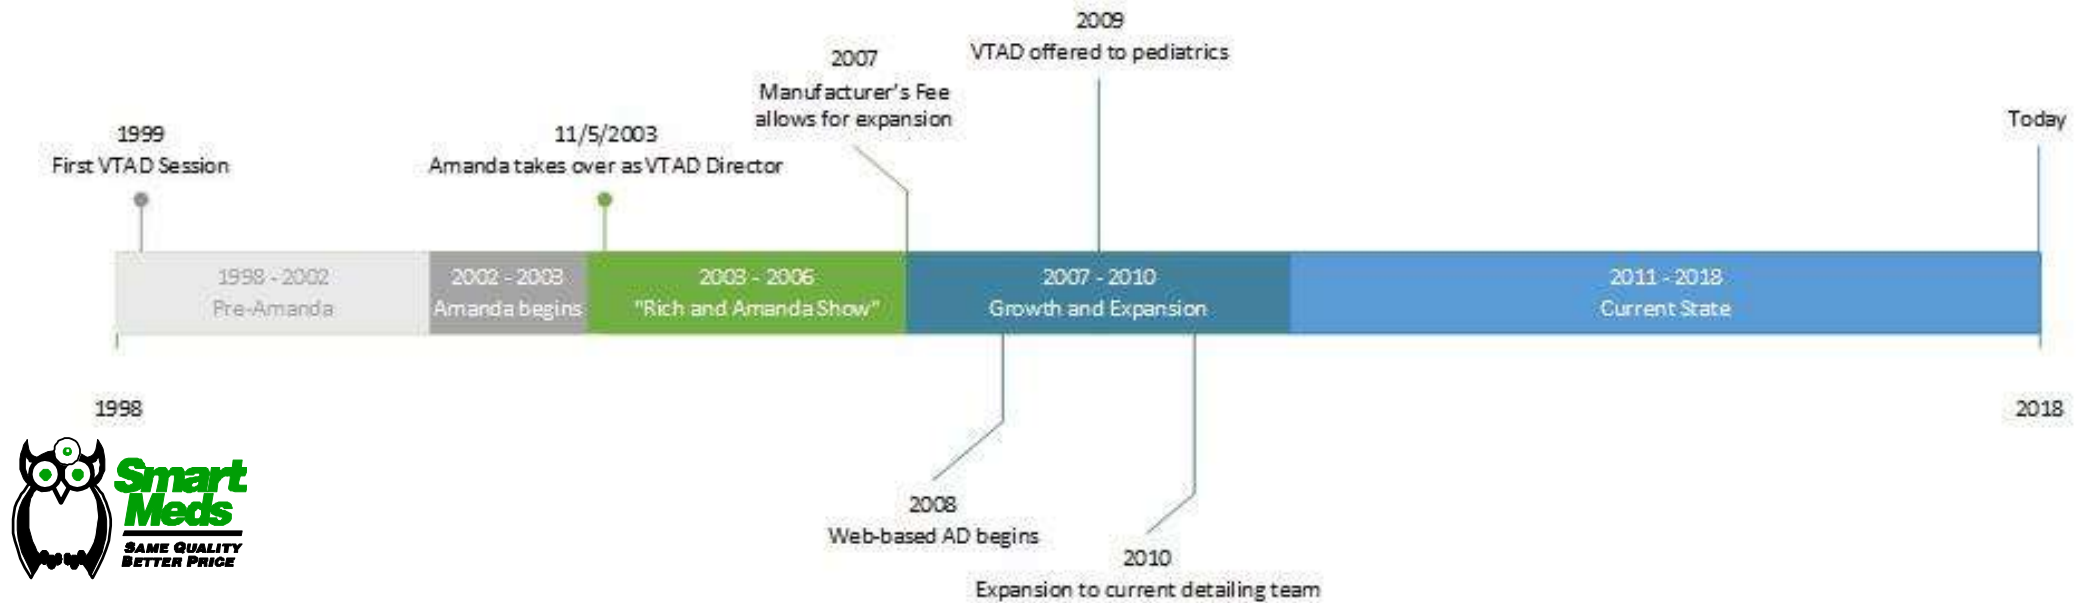 2009
VTAD offered to pediatrics
2007
Manufacturer's Fee
allows for expansion
Today
1999
First VTAD Session
11/5/2003
Amanda takes over as VTAD Director
1998 - 2002
Pre-Amanda
2002 - 2003
Amanda begins
2003 - 2006
"Rich and Amanda Show"
2007 - 2010
Growth and Expansion
2011 - 2018
Current State
1998
2018
Smart
Meds
SAME QUALITY
BETTER PRICE
2008
Web-based AD begins
2010
Expansion to current detailing team